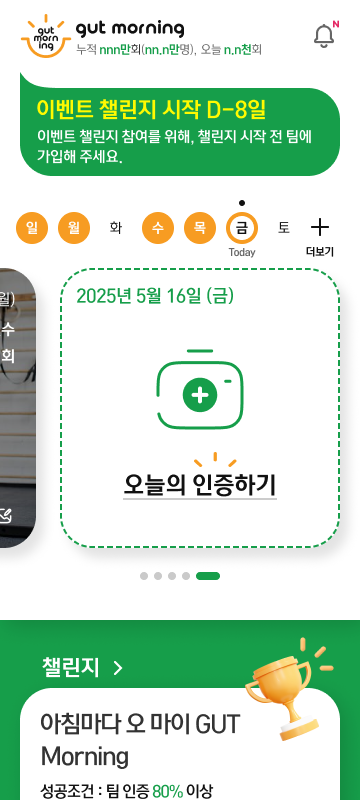 gut
morn
ing
gut morning
누적 nnn만회(nn.n만명), 오늘 n.n천회
N
이벤트 챌린지 시작 D-8일
이벤트 챌린지 참여를 위해, 챌린지 시작 전 팀에
가입해 주세요.
일 월 화 수 목 금 토
Today 더보기
월)
수
회
2025년 5월 16일 (금)
오늘의 인증하기
챌린지 >
아침마다 오 마이 GUT
Morning
성공조건 : 팀 인증 80% 이상